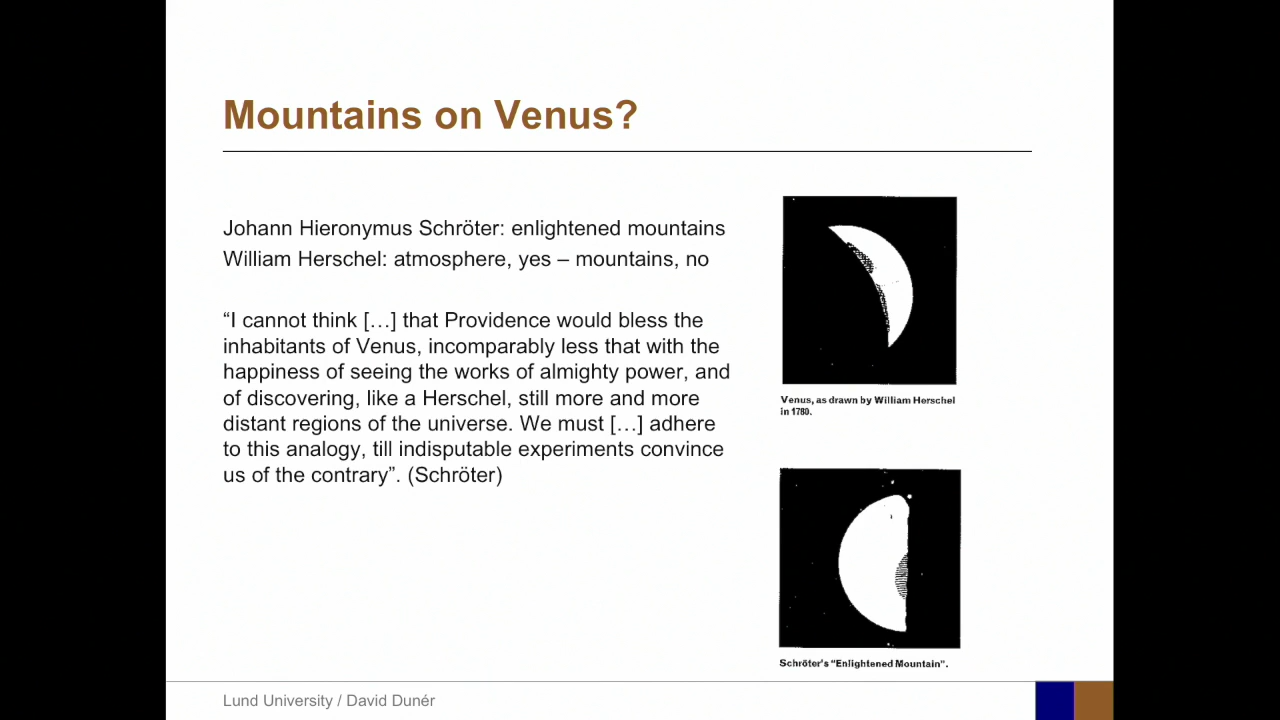 Mountains on Venus?
Johann Hieronymus Schröter: enlightened mountains
William Herschel: atmosphere, yes – mountains, no
“I cannot think […] that Providence would bless the
inhabitants of Venus, incomparably less that with the
happiness of seeing the works of almighty power, and
of discovering, like a Herschel, still more and more
distant regions of the universe. We must […] adhere
to this analogy, till indisputable experiments convince
us of the contrary”. (Schröter)
Venus, as drawn by William Herschel
in 1780.
Schröter's "Enlightened Mountain".
Lund University / David Dunér